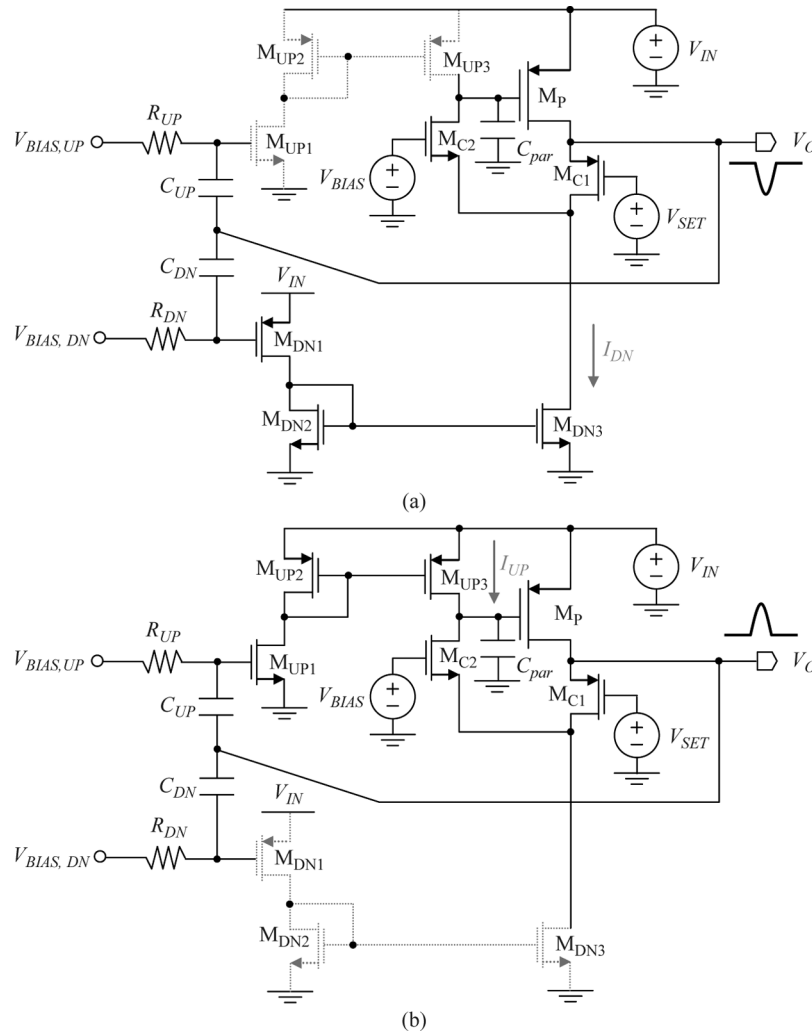 M_UP2
M_UP3
V_IN
M_P
R_UP
V_BIAS,UP
M_UP1
M_C2
C_par
V_O
C_UP
V_BIAS
M_C1
V_SET
C_DN
V_IN
R_DN
V_BIAS, DN
M_DN1
I_DN
M_DN2
M_DN3
(a)
M_UP2
M_UP3
I_UP
V_IN
M_P
R_UP
V_BIAS,UP
M_UP1
M_C2
C_par
V_O
C_UP
V_BIAS
M_C1
V_SET
C_DN
V_IN
R_DN
V_BIAS, DN
M_DN1
M_DN2
M_DN3
(b)